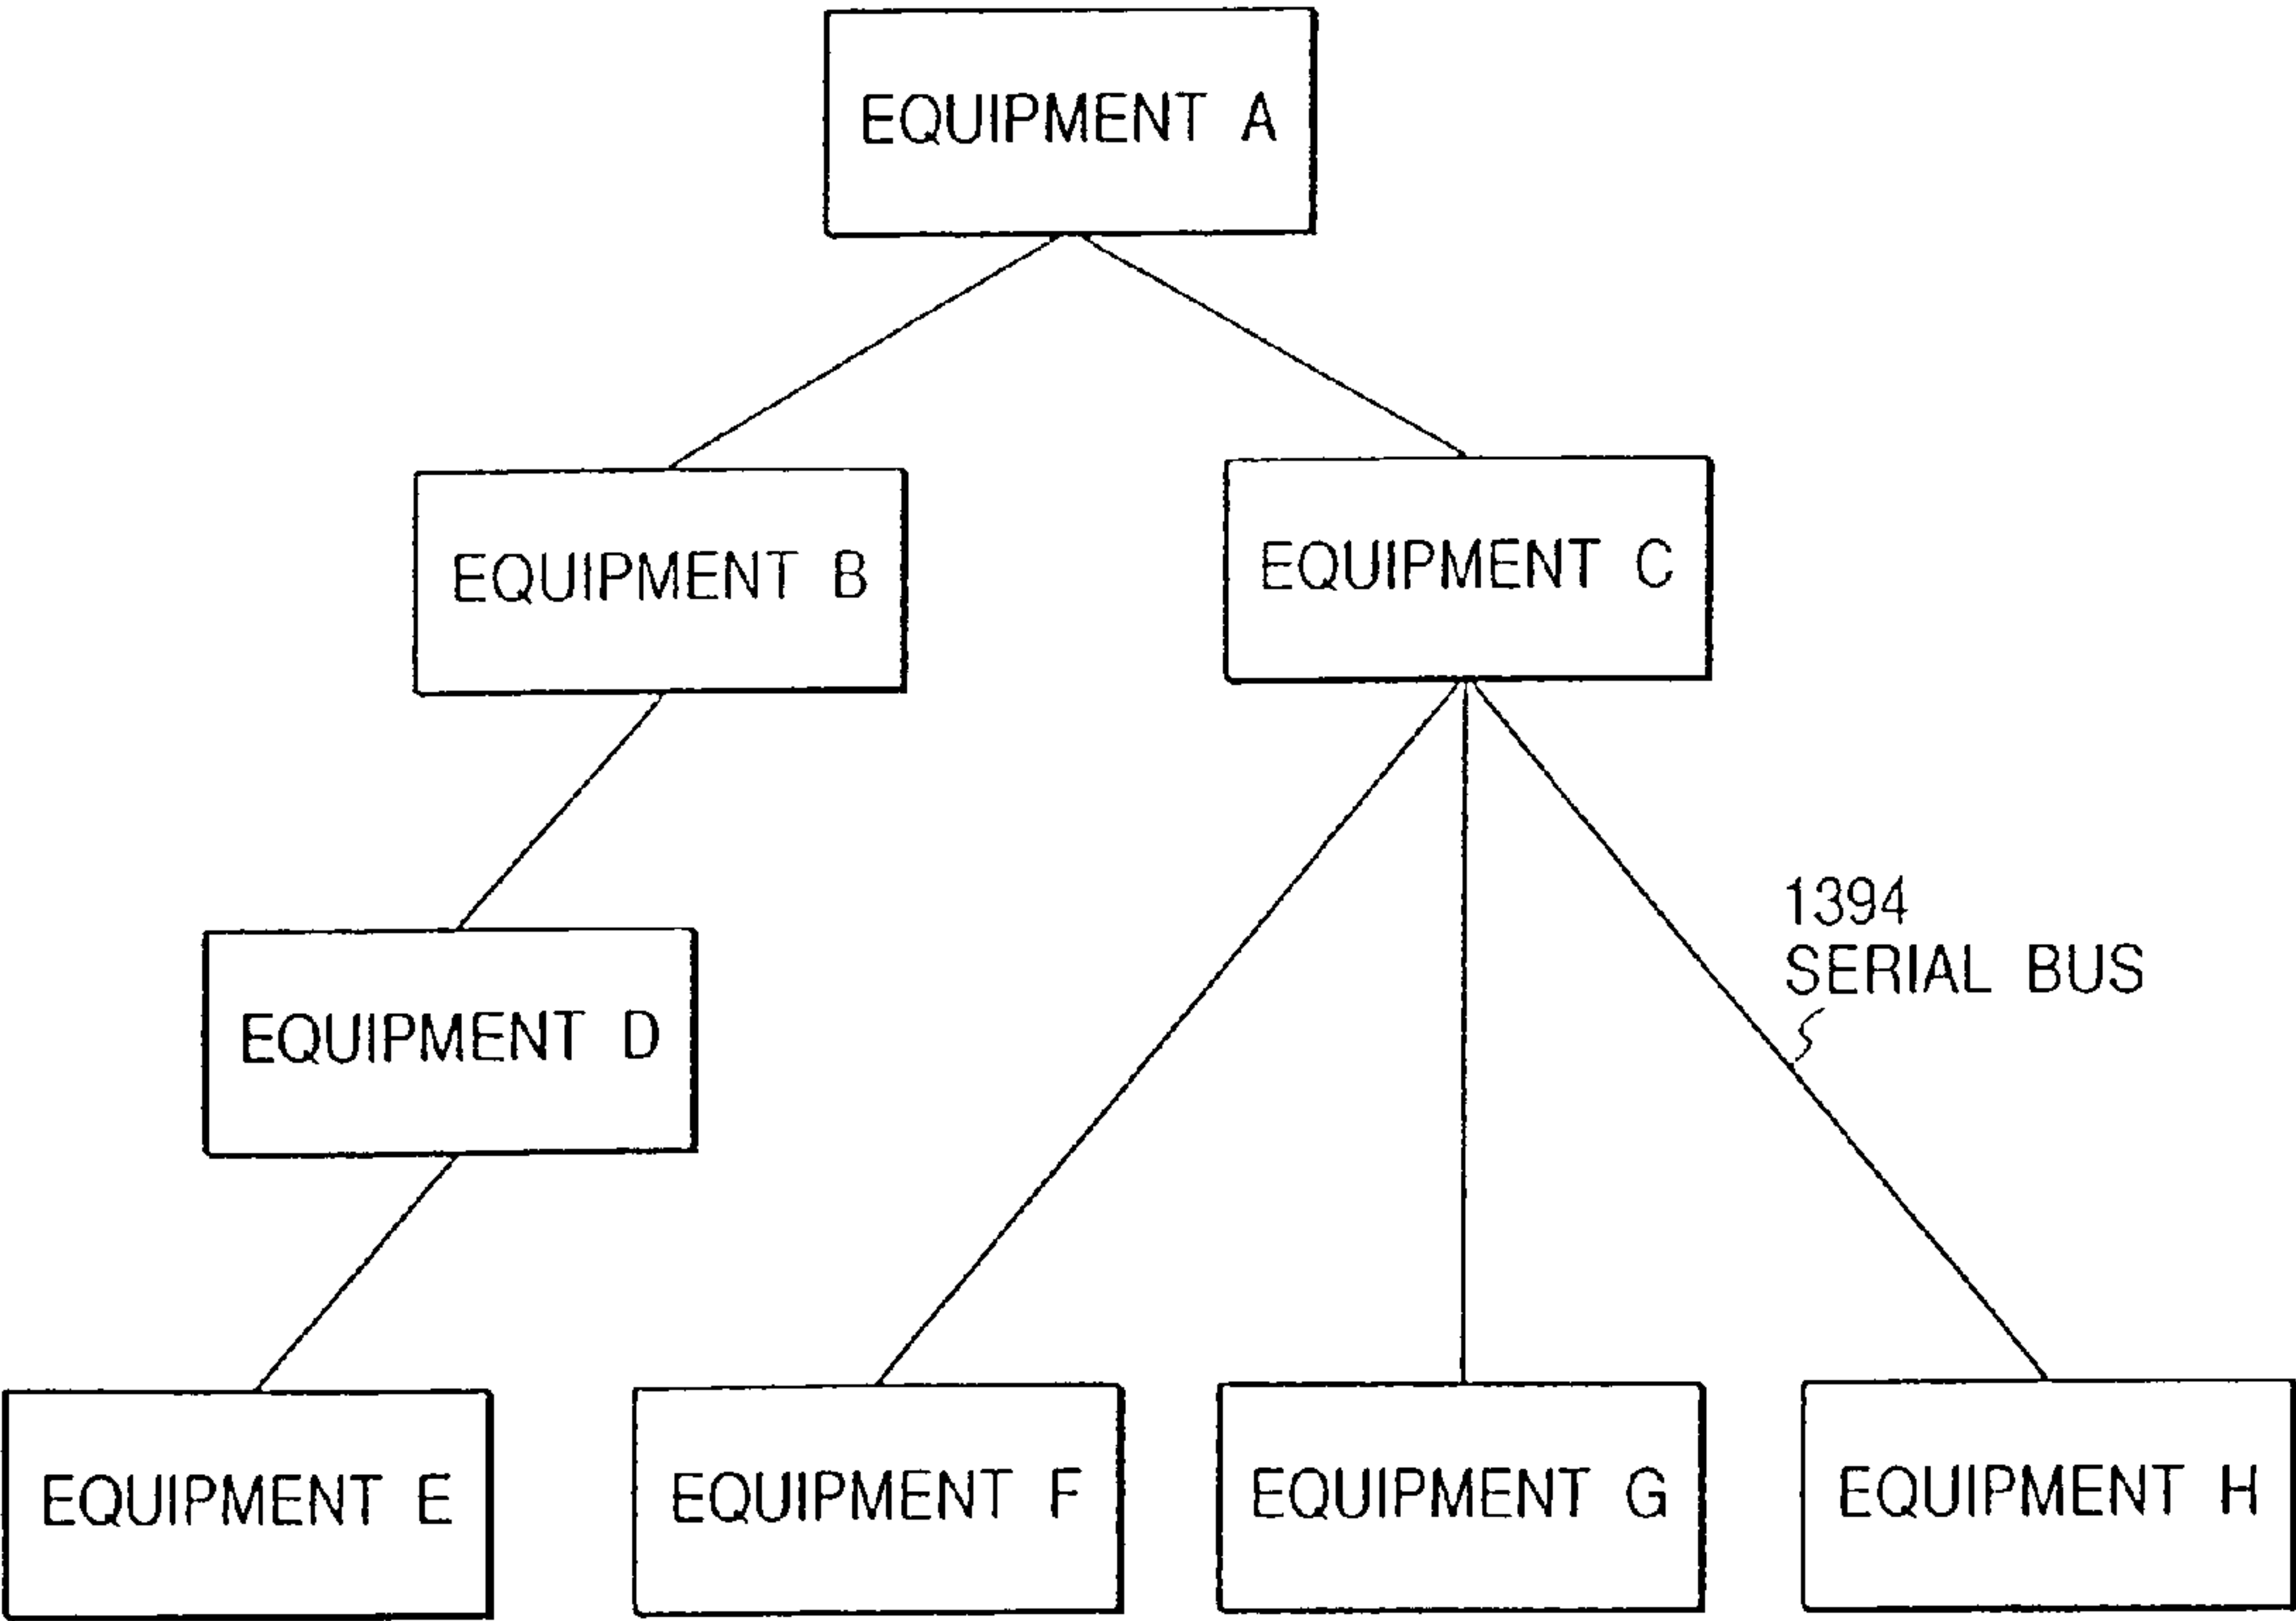 EQUIPMENT A
EQUIPMENT B
EQUIPMENT C
1394
SERIAL BUS
EQUIPMENT D
EQUIPMENT E
EQUIPMENT F
EQUIPMENT G
EQUIPMENT H